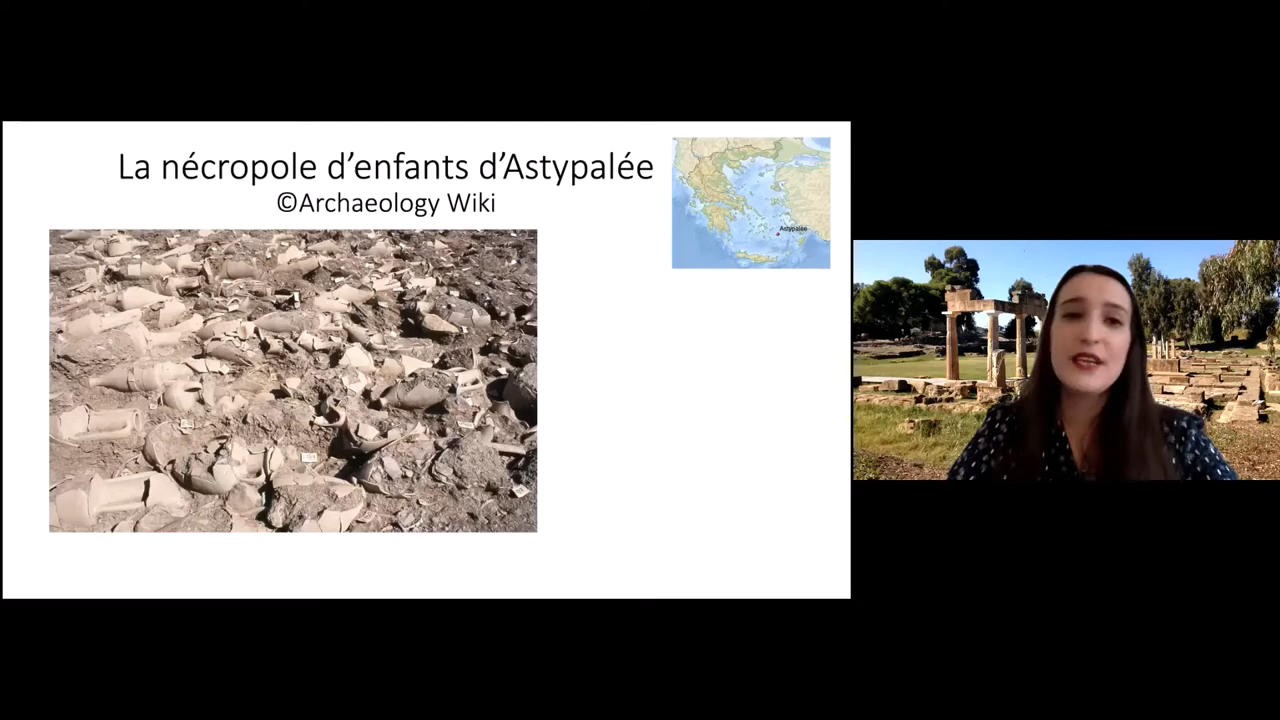 La nécropole d’enfants d’Astypalée
©Archaeology Wiki
Astypalée